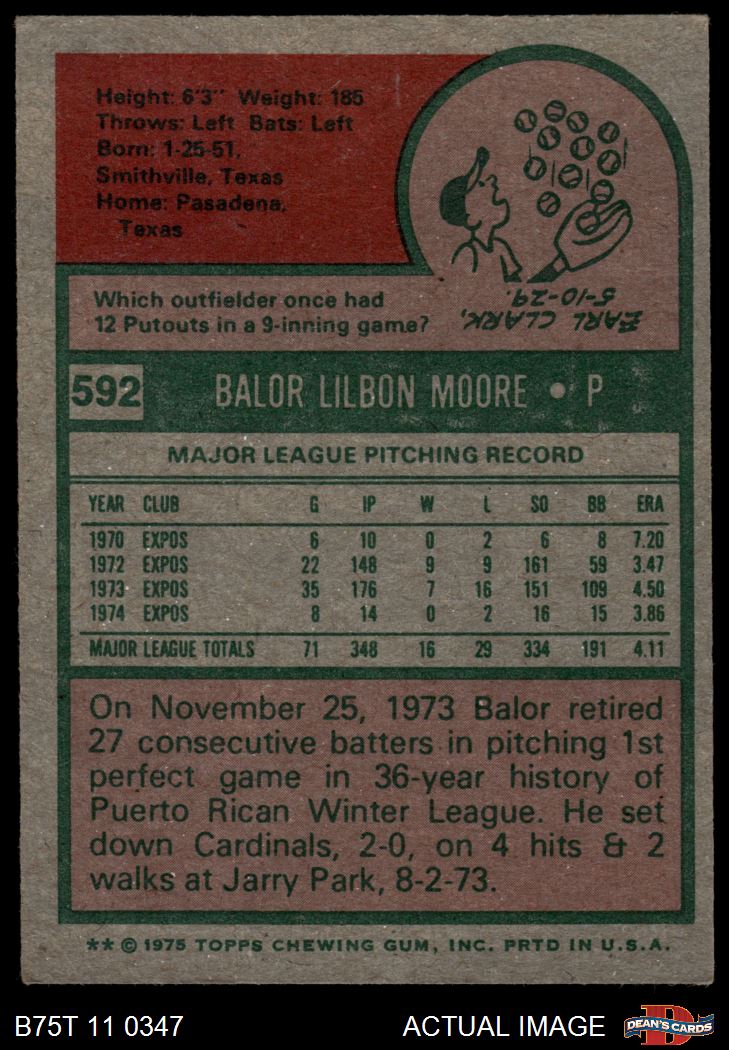 Height: 6'3" Weight: 185
Throws: Left Bats: Left
Born: 1-25-51,
Smithville, Texas
Home: Pasadena,
Texas
Which outfielder once had
12 Putouts in a 9-inning game?
EARL CLARK,
5-10-29.
592 BALOR LILBON MOORE • P
MAJOR LEAGUE PITCHING RECORD
YEAR CLUB G IP W L SO BB ERA
1970 EXPOS 6 10 0 2 6 8 7.20
1972 EXPOS 22 148 9 9 161 59 3.47
1973 EXPOS 35 176 7 16 151 109 4.50
1974 EXPOS 8 14 0 2 16 15 3.86
MAJOR LEAGUE TOTALS 71 348 16 29 334 191 4.11
On November 25, 1973 Balor retired
27 consecutive batters in pitching 1st
perfect game in 36-year history of
Puerto Rican Winter League. He set
down Cardinals, 2-0, on 4 hits & 2
walks at Jarry Park, 8-2-73.
** © 1975 TOPPS CHEWING GUM, INC. PRTD IN U.S.A.
B75T 11 0347 ACTUAL IMAGE DEAN'S CARDS